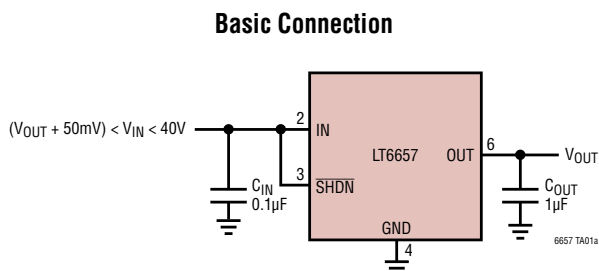 Basic Connection
(VOUT + 50mV) < VIN < 40V
2
IN
LT6657
OUT
6
VOUT
3
SHDN
CIN
0.1µF
COUT
1µF
GND
4
6657 TA01a